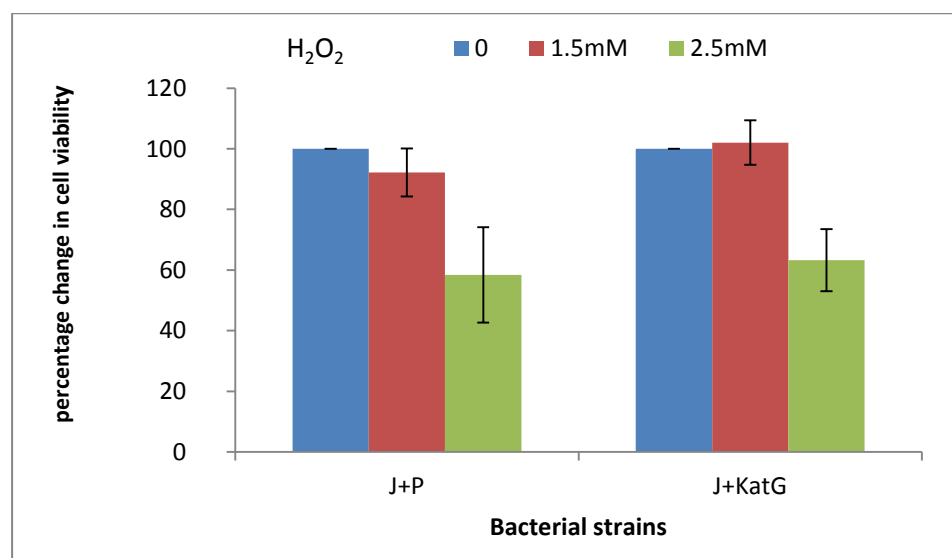 H₂O₂ 0 1.5mM 2.5mM
percentage change in cell viability
120
100
80
60
40
20
0
J+P J+KatG
Bacterial strains